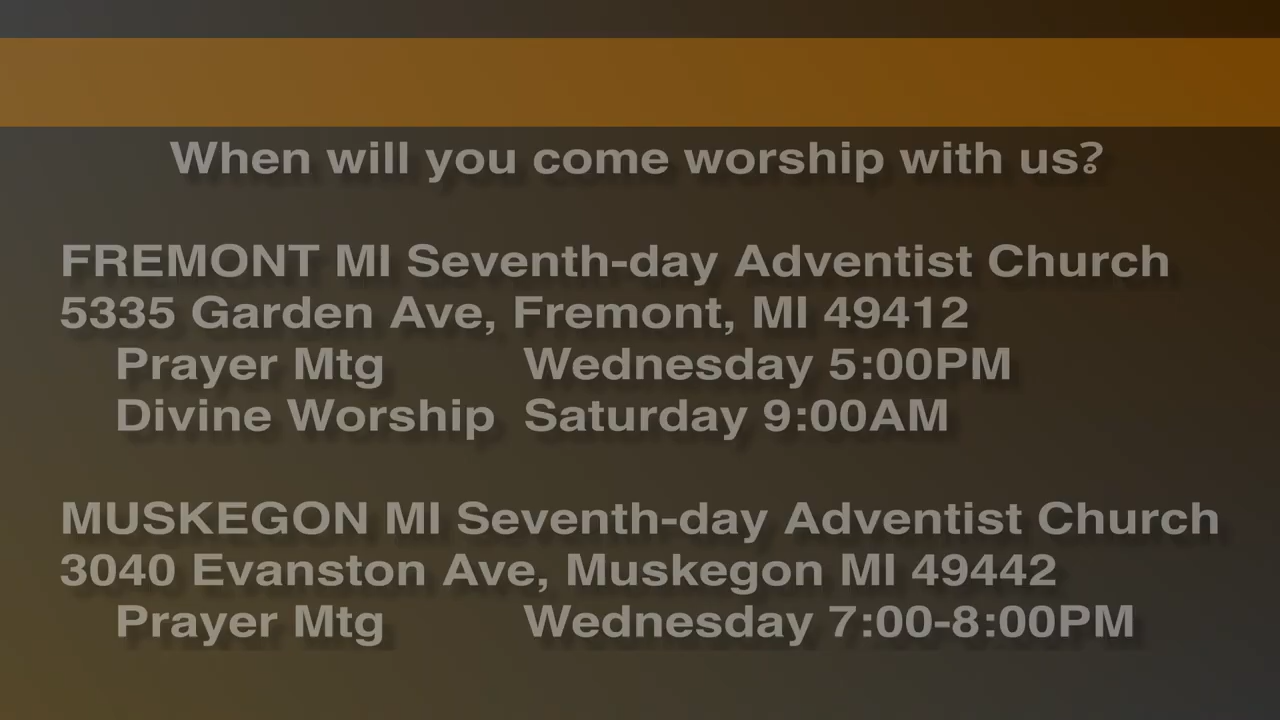 When will you come worship with us?
FREMONT MI Seventh-day Adventist Church
5335 Garden Ave, Fremont, MI 49412
Prayer Mtg Wednesday 5:00PM
Divine Worship Saturday 9:00AM
MUSKEGON MI Seventh-day Adventist Church
3040 Evanston Ave, Muskegon MI 49442
Prayer Mtg Wednesday 7:00-8:00PM